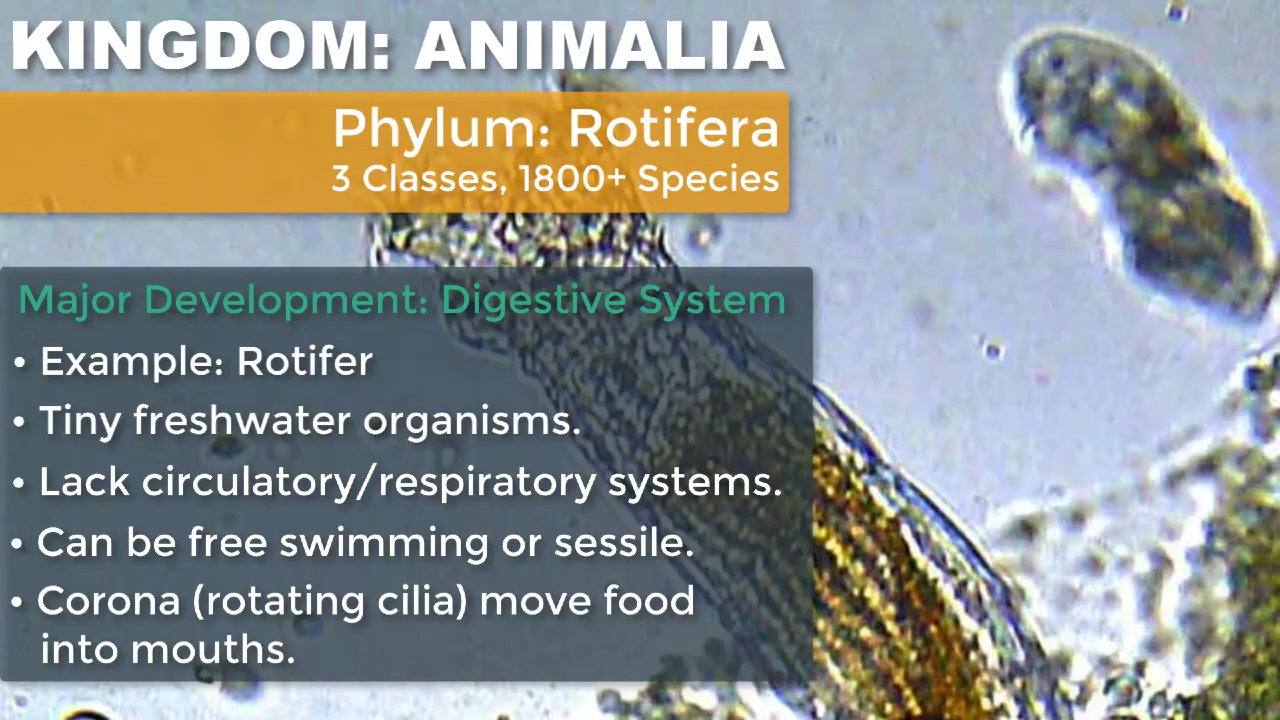 KINGDOM: ANIMALIA
Phylum: Rotifera
3 Classes, 1800+ Species
Major Development: Digestive System
• Example: Rotifer
• Tiny freshwater organisms.
• Lack circulatory/respiratory systems.
• Can be free swimming or sessile.
• Corona (rotating cilia) move food
into mouths.